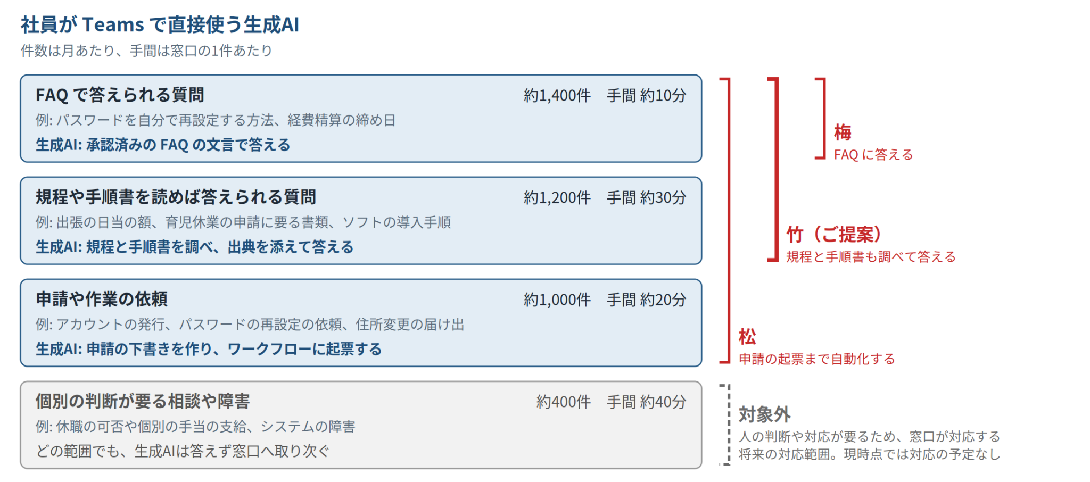 社員が Teams で直接使う生成AI
件数は月あたり、手間は窓口の1件あたり
FAQ で答えられる質問
約1,400件 手間 約10分
例: パスワードを自分で再設定する方法、経費精算の締め日
生成AI: 承認済みの FAQ の文言で答える
梅
FAQ に答える
規程や手順書を読めば答えられる質問
約1,200件 手間 約30分
例: 出張の日当の額、育児休業の申請に要る書類、ソフトの導入手順
生成AI: 規程と手順書を調べ、出典を添えて答える
竹（ご提案）
規程と手順書も調べて答える
申請や作業の依頼
約1,000件 手間 約20分
例: アカウントの発行、パスワードの再設定の依頼、住所変更の届け出
生成AI: 申請の下書きを作り、ワークフローに起票する
松
申請の起票まで自動化する
個別の判断が要る相談や障害
約400件 手間 約40分
例: 休職の可否や個別の手当の支給、システムの障害
どの範囲でも、生成AIは答えず窓口へ取り次ぐ
対象外
人の判断や対応が要るため、窓口が対応する
将来の対応範囲。現時点では対応の予定なし